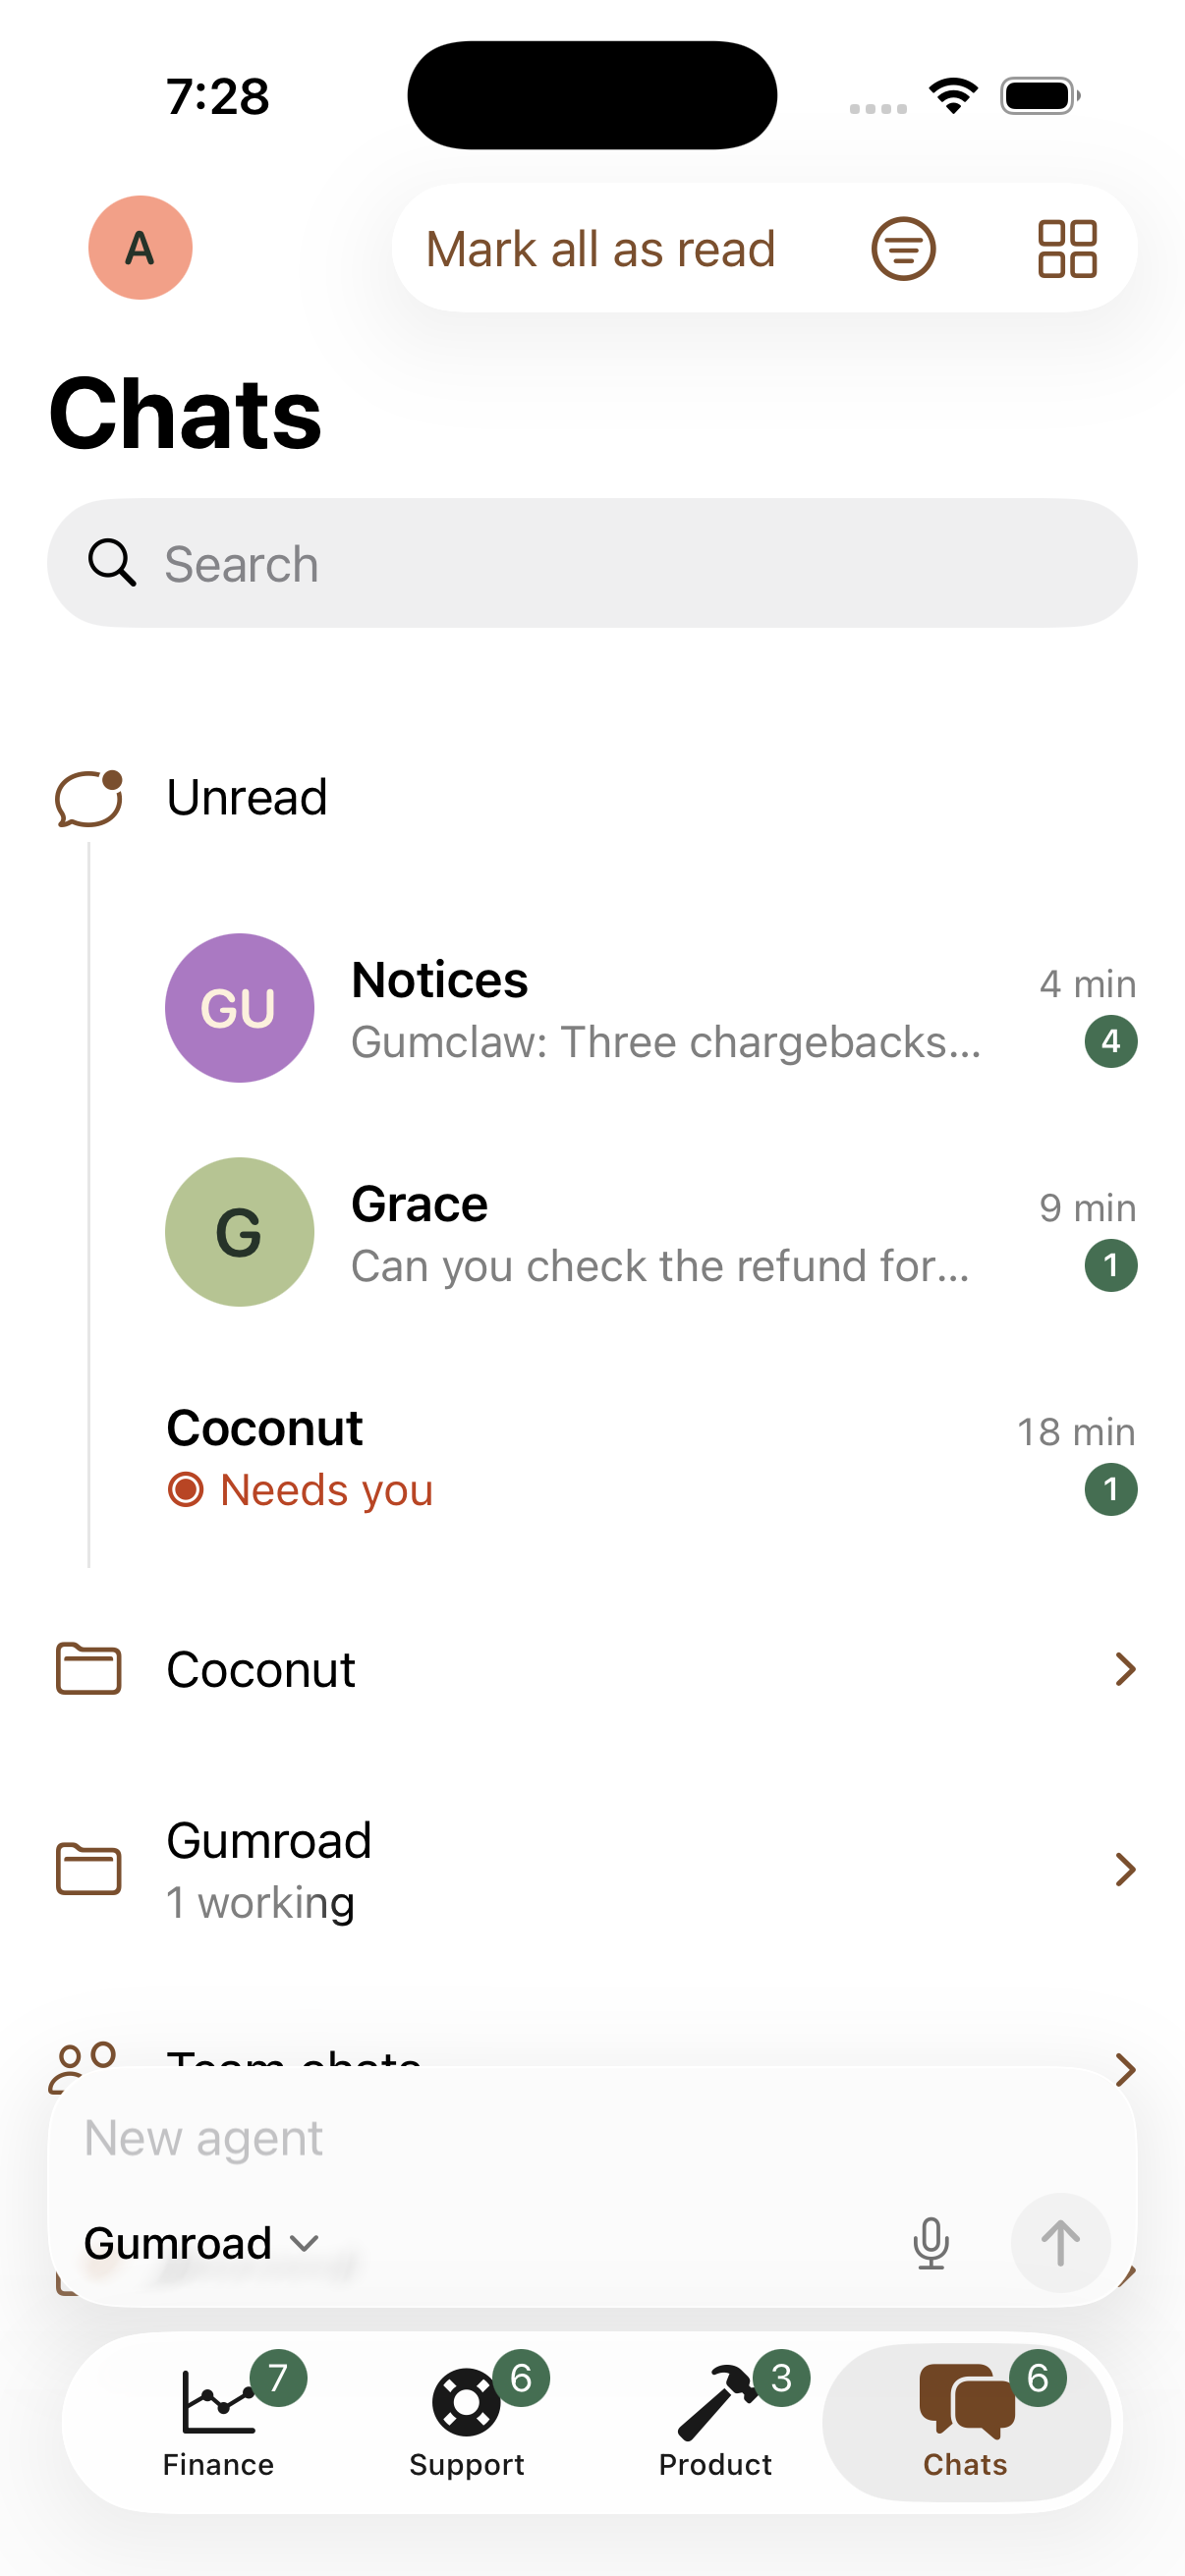 7:28
A
Mark all as read
Chats
Search
Unread
GU
Notices
4 min
Gumclaw: Three chargebacks...
4
G
Grace
9 min
Can you check the refund for...
1
Coconut
18 min
Needs you
1
Coconut
Gumroad
1 working
Team chats
New agent
Gumroad
7
6
3
6
Finance
Support
Product
Chats